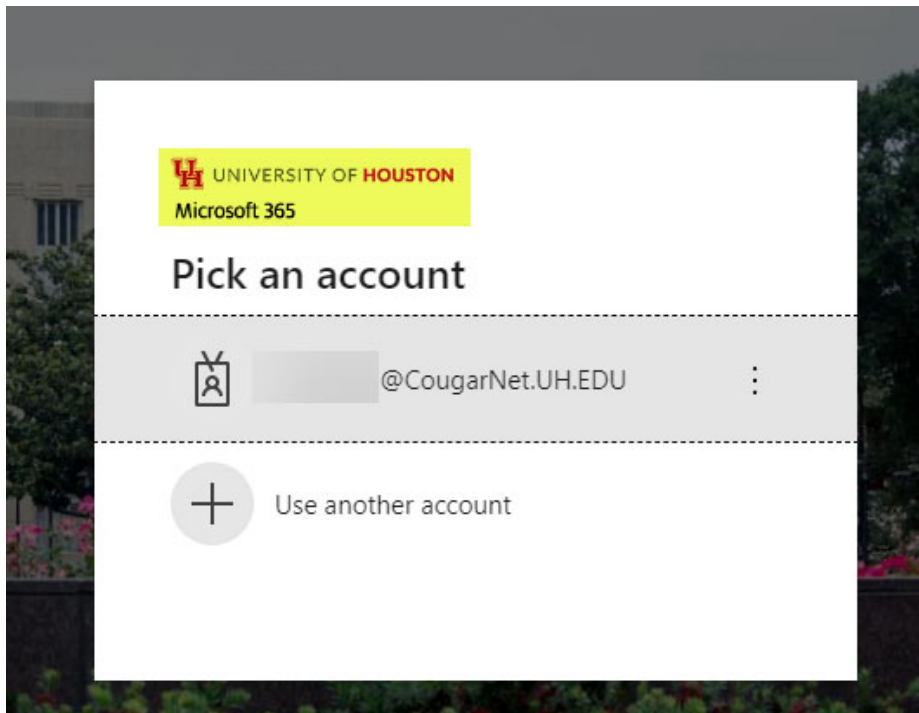 UNIVERSITY OF HOUSTON
Microsoft 365
Pick an account
@CougarNet.UH.EDU
Use another account